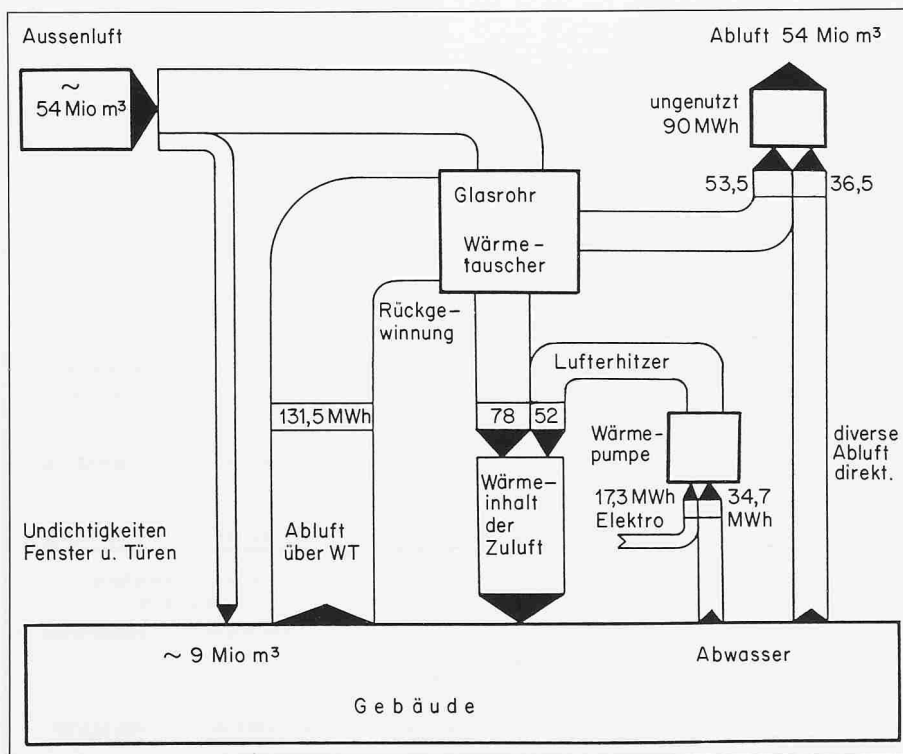 Aussenluft
~
54 Mio m³
Abluft 54 Mio m³
ungenutzt
90 MWh
53,5
36,5
Glasrohr
Wärme-
tauscher
Rückge-
winnung
Lufterhitzer
131,5 MWh
78
52
Wärme-
pumpe
diverse
Abluft
direkt.
Wärme-
inhalt
der
Zuluft
17,3 MWh
Elektro
34,7
MWh
Undichtigkeiten
Fenster u. Türen
Abluft
über WT
~ 9 Mio m³
Abwasser
Gebäude